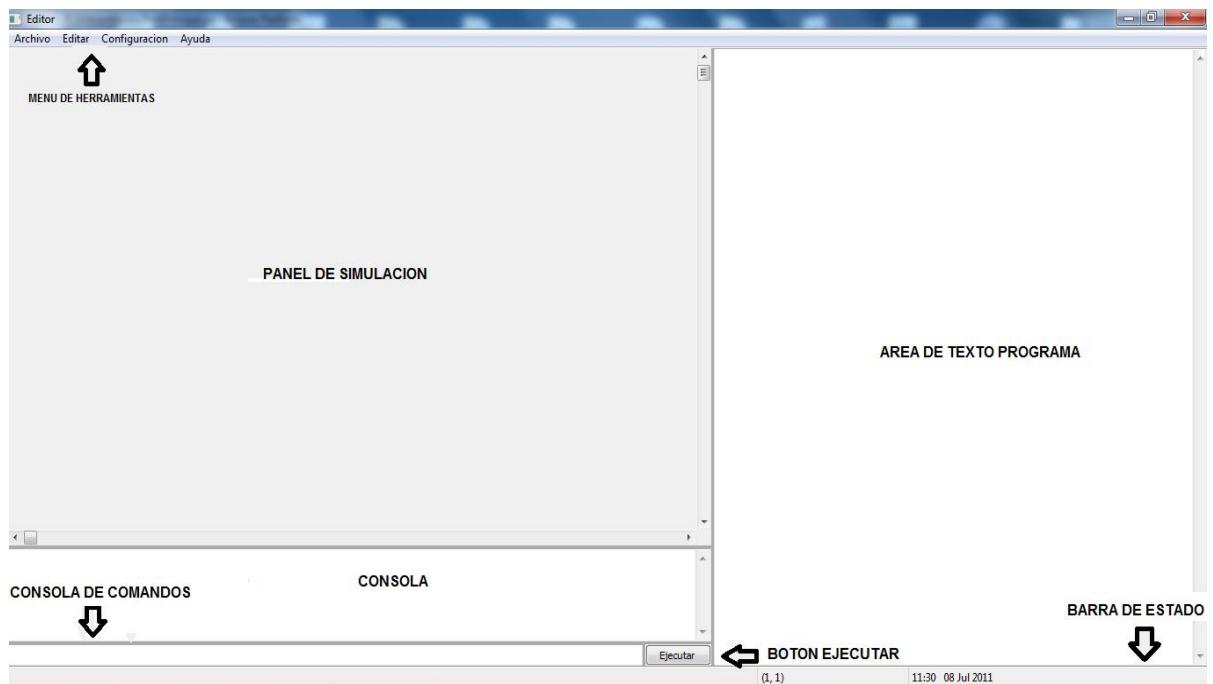 Editor
Archivo Editar Configuracion Ayuda
MENU DE HERRAMIENTAS
PANEL DE SIMULACION
AREA DE TEXTO PROGRAMA
CONSOLA
CONSOLA DE COMANDOS
BARRA DE ESTADO
Ejecutar
BOTON EJECUTAR
(1, 1)
11:30 08 Jul 2011